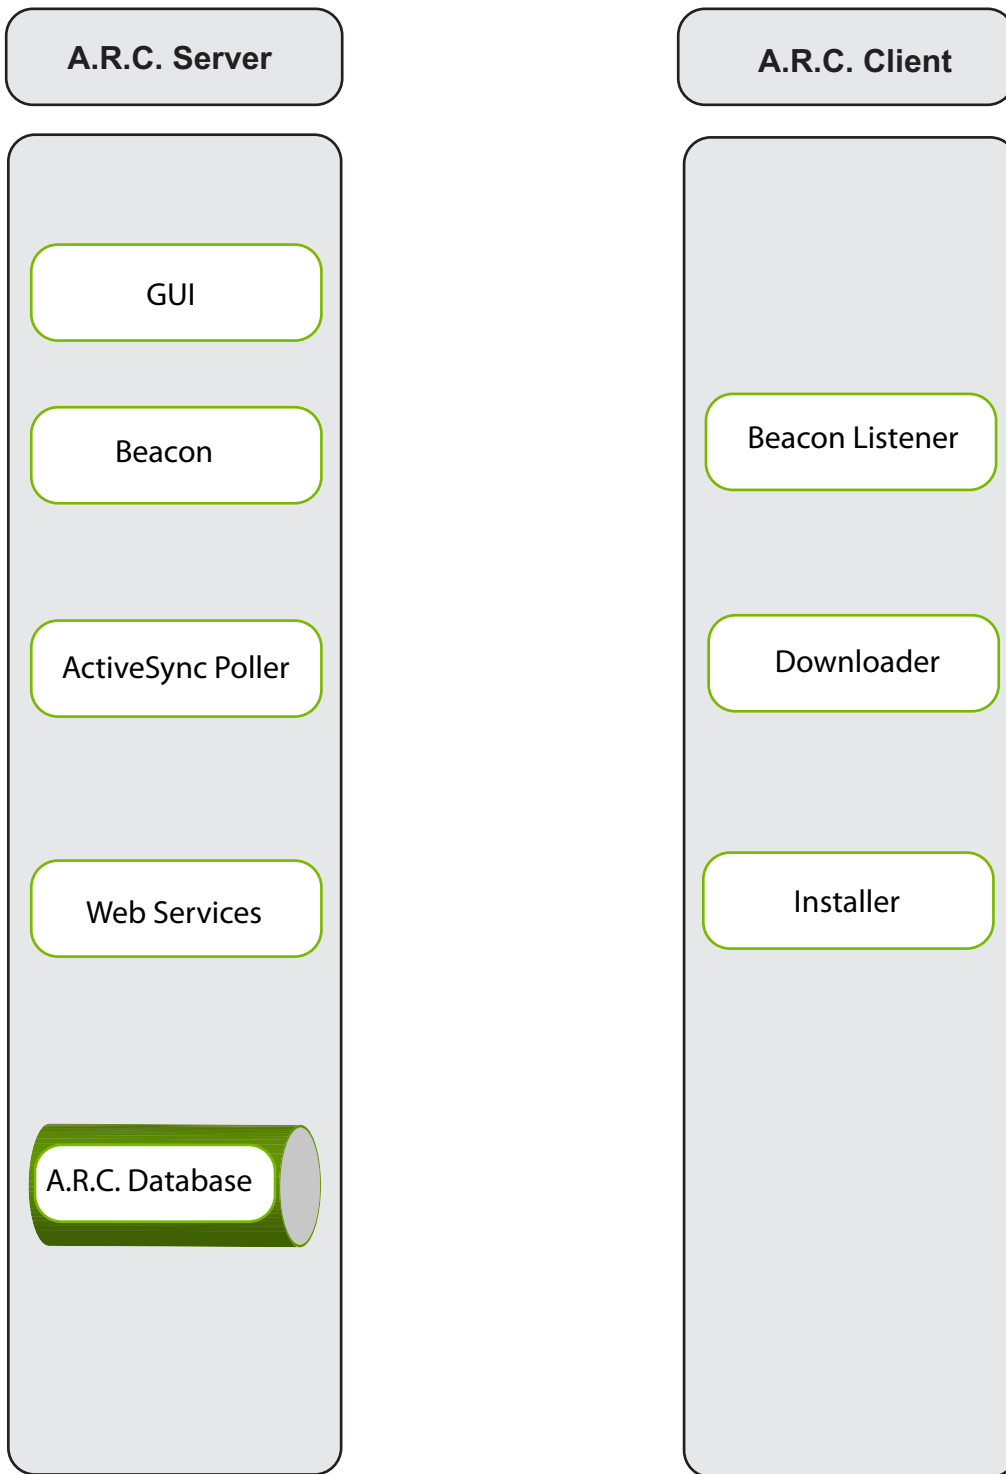 A.R.C. Server
A.R.C. Client
GUI
Beacon
Beacon Listener
ActiveSync Poller
Downloader
Web Services
Installer
A.R.C. Database